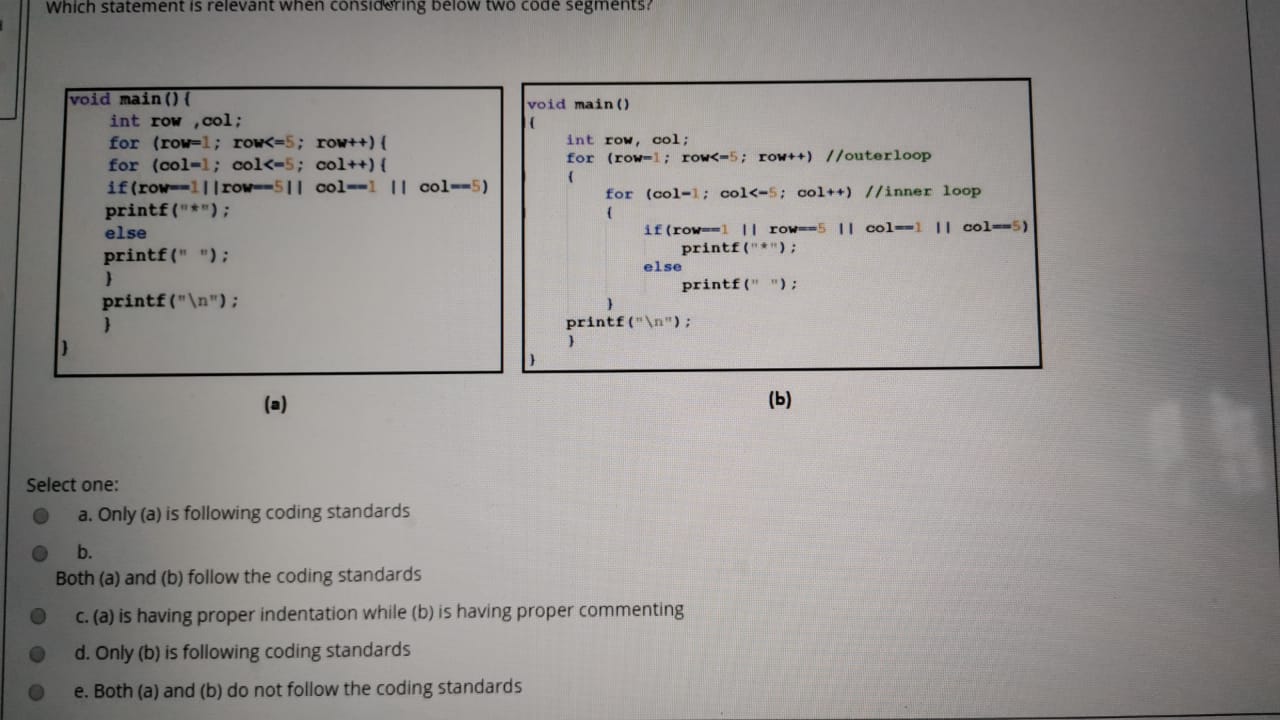 Which statement is relevant when considering below two code segments?
void main(){
int row ,col;
for (row=1; row<=5; row++){
for (col=1; col<=5; col++){
if(row==1||row==5|| col==1 || col==5)
printf("*");
else
printf(" ");
}
printf("\n");
}
}
(a)
void main()
{
int row, col;
for (row=1; row<=5; row++) //outerloop
{
for (col=1; col<=5; col++) //inner loop
{
if(row==1 || row==5 || col==1 || col==5)
printf("*");
else
printf(" ");
}
printf("\n");
}
}
(b)
Select one:
a. Only (a) is following coding standards
b.
Both (a) and (b) follow the coding standards
c. (a) is having proper indentation while (b) is having proper commenting
d. Only (b) is following coding standards
e. Both (a) and (b) do not follow the coding standards